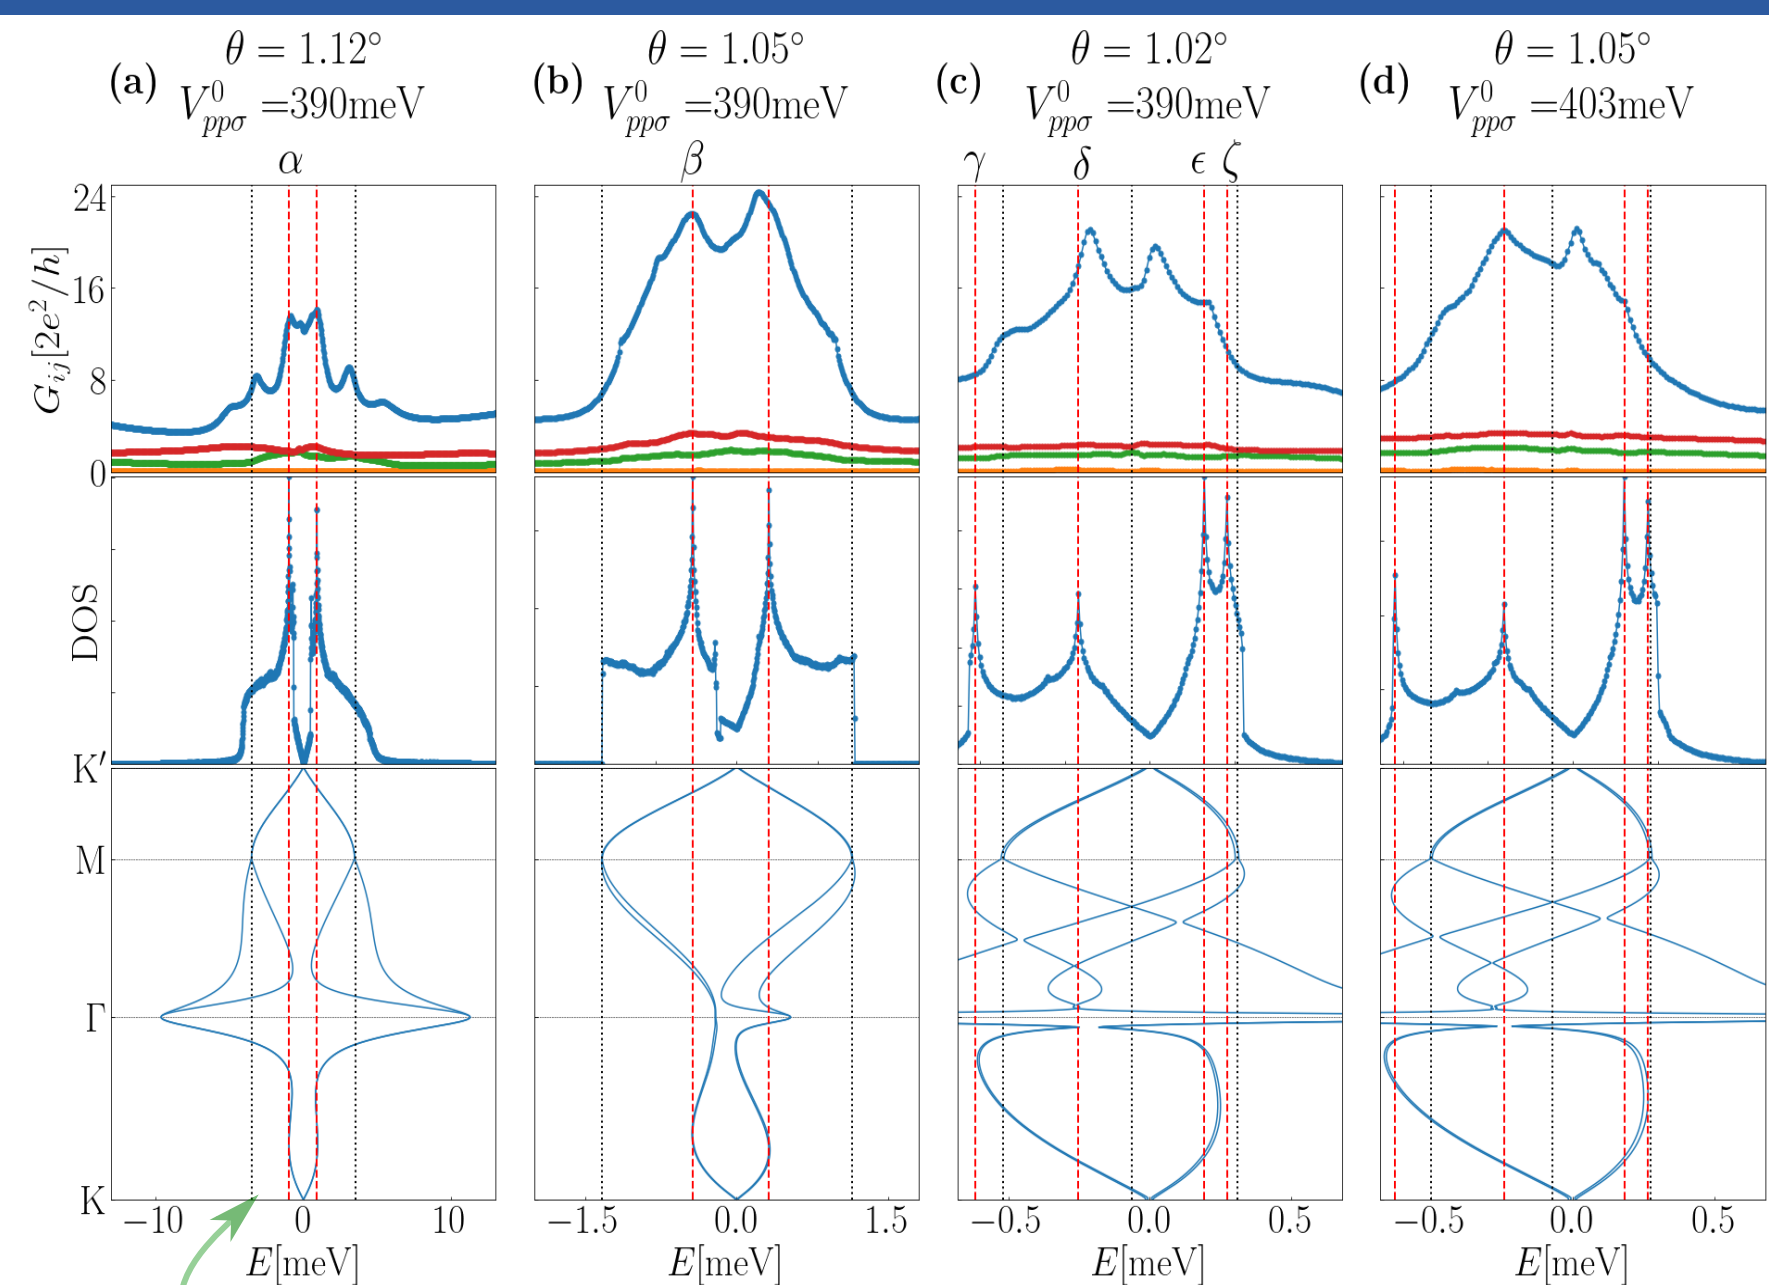 θ = 1.12° θ = 1.05° θ = 1.02° θ = 1.05°
(a) (b) (c) (d)
V⁰ppσ =390meV V⁰ppσ =390meV V⁰ppσ =390meV V⁰ppσ =403meV
α β γ δ ϵ ζ
24
16
8
0
Gij[2e²/h]
DOS
K′
M
Γ
K
−10 0 10 −1.5 0.0 1.5 −0.5 0.0 0.5 −0.5 0.0 0.5
E[meV] E[meV] E[meV] E[meV]